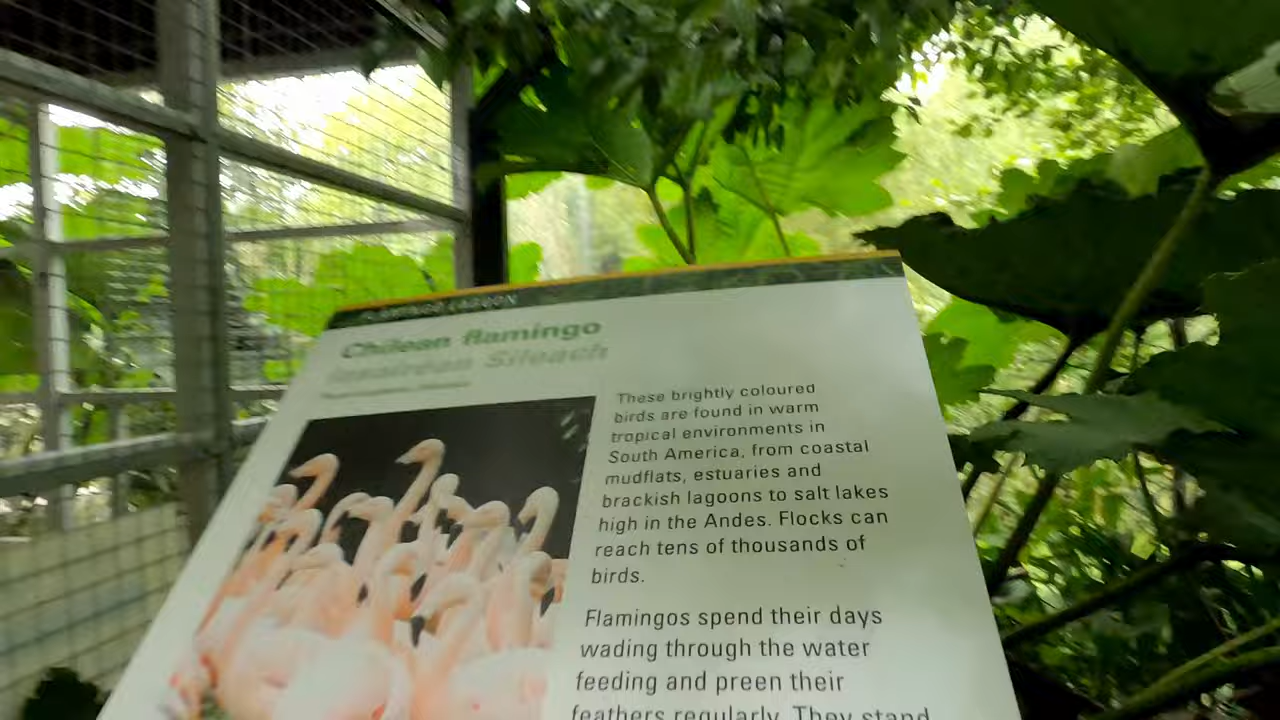 LAGOON
Chilean flamingo
Sileach
These brightly coloured
birds are found in warm
tropical environments in
South America, from coastal
mudflats, estuaries and
brackish lagoons to salt lakes
high in the Andes. Flocks can
reach tens of thousands of
birds.
Flamingos spend their days
wading through the water
feeding and preen their
feathers regularly. They stand